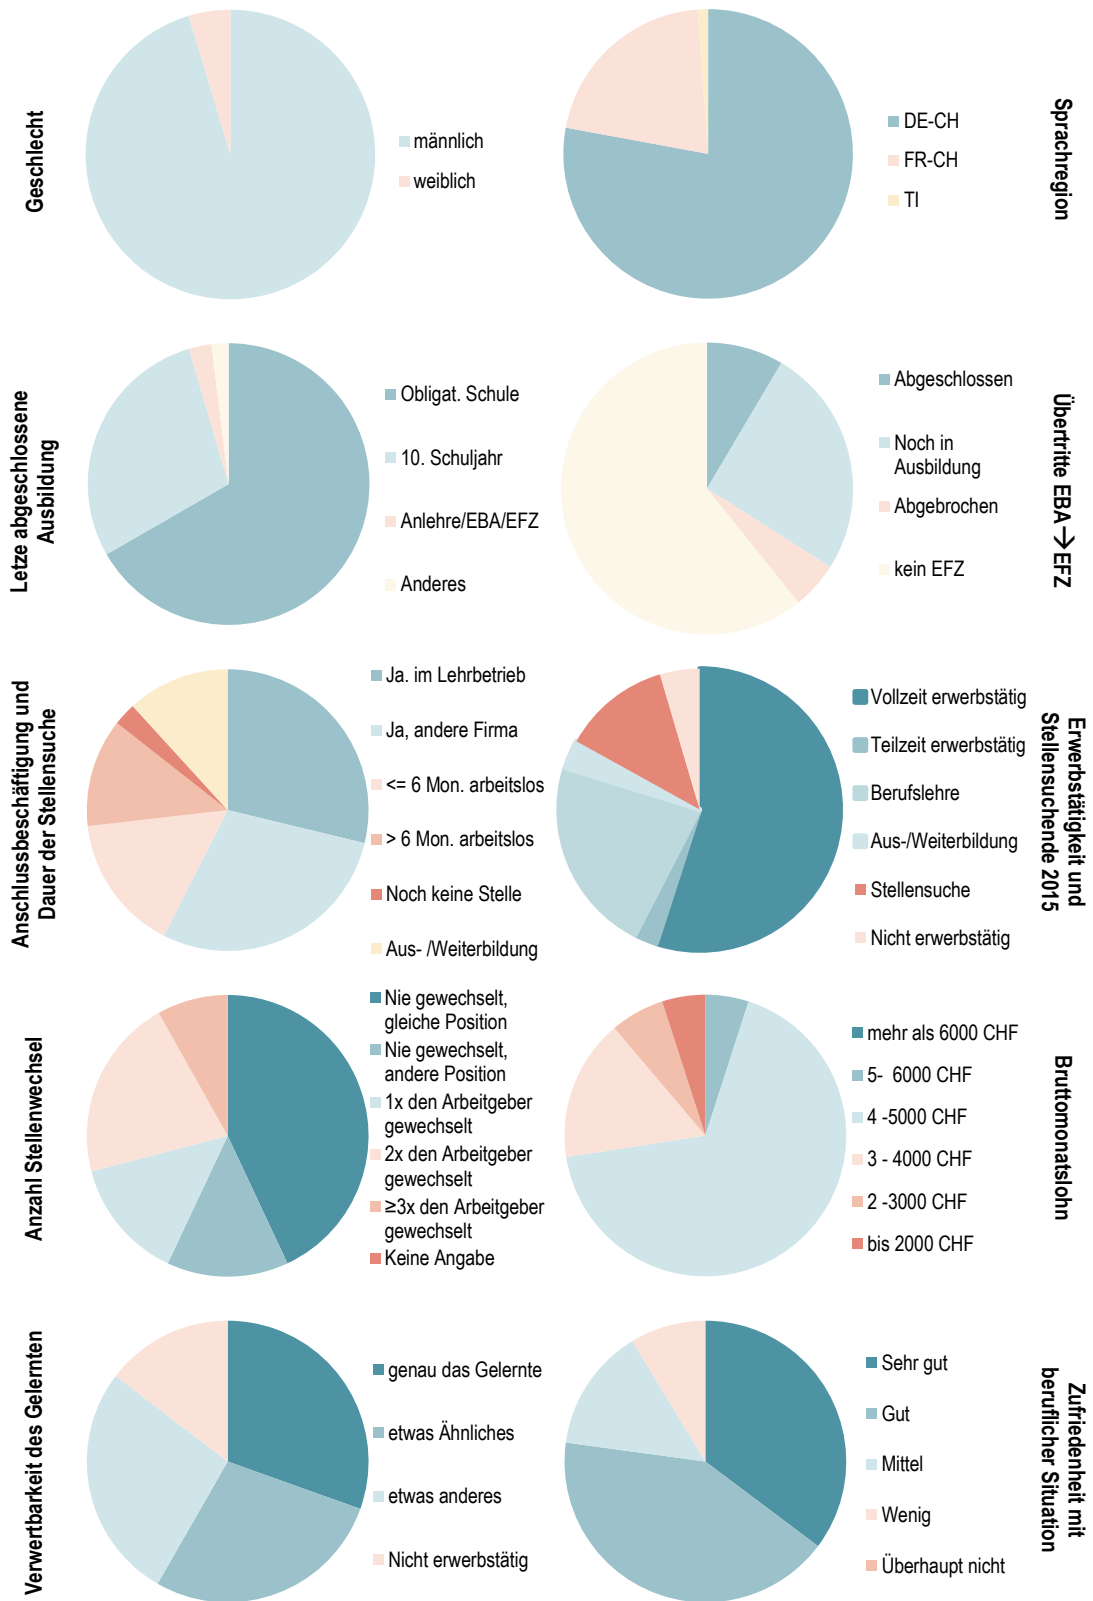 Geschlecht
männlich
weiblich
DE-CH
FR-CH
TI
Sprachregion
Letze abgeschlossene
Ausbildung
Obligat. Schule
10. Schuljahr
Anlehre/EBA/EFZ
Anderes
Abgeschlossen
Noch in
Ausbildung
Abgebrochen
kein EFZ
Übertritte EBA→EFZ
Anschlussbeschäftigung und
Dauer der Stellensuche
Ja. im Lehrbetrieb
Ja, andere Firma
<= 6 Mon. arbeitslos
> 6 Mon. arbeitslos
Noch keine Stelle
Aus- /Weiterbildung
Vollzeit erwerbstätig
Teilzeit erwerbstätig
Berufslehre
Aus-/Weiterbildung
Stellensuche
Nicht erwerbstätig
Erwerbstätigkeit und
Stellensuchende 2015
Anzahl Stellenwechsel
Nie gewechselt,
gleiche Position
Nie gewechselt,
andere Position
1x den Arbeitgeber
gewechselt
2x den Arbeitgeber
gewechselt
≥3x den Arbeitgeber
gewechselt
Keine Angabe
mehr als 6000 CHF
5- 6000 CHF
4 -5000 CHF
3 - 4000 CHF
2 -3000 CHF
bis 2000 CHF
Bruttomonatslohn
Verwertbarkeit des Gelernten
genau das Gelernte
etwas Ähnliches
etwas anderes
Nicht erwerbstätig
Sehr gut
Gut
Mittel
Wenig
Überhaupt nicht
Zufriedenheit mit
beruflicher Situation